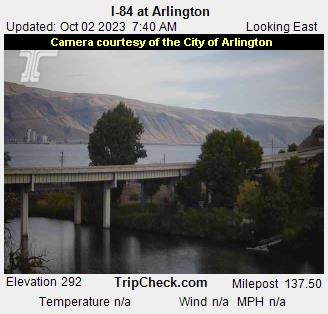 I-84 at Arlington
Updated: Oct 02 2023 7:40 AM Looking East
Camera courtesy of the City of Arlington
Elevation 292 TripCheck.com Milepost 137.50
Temperature n/a Wind n/a MPH n/a